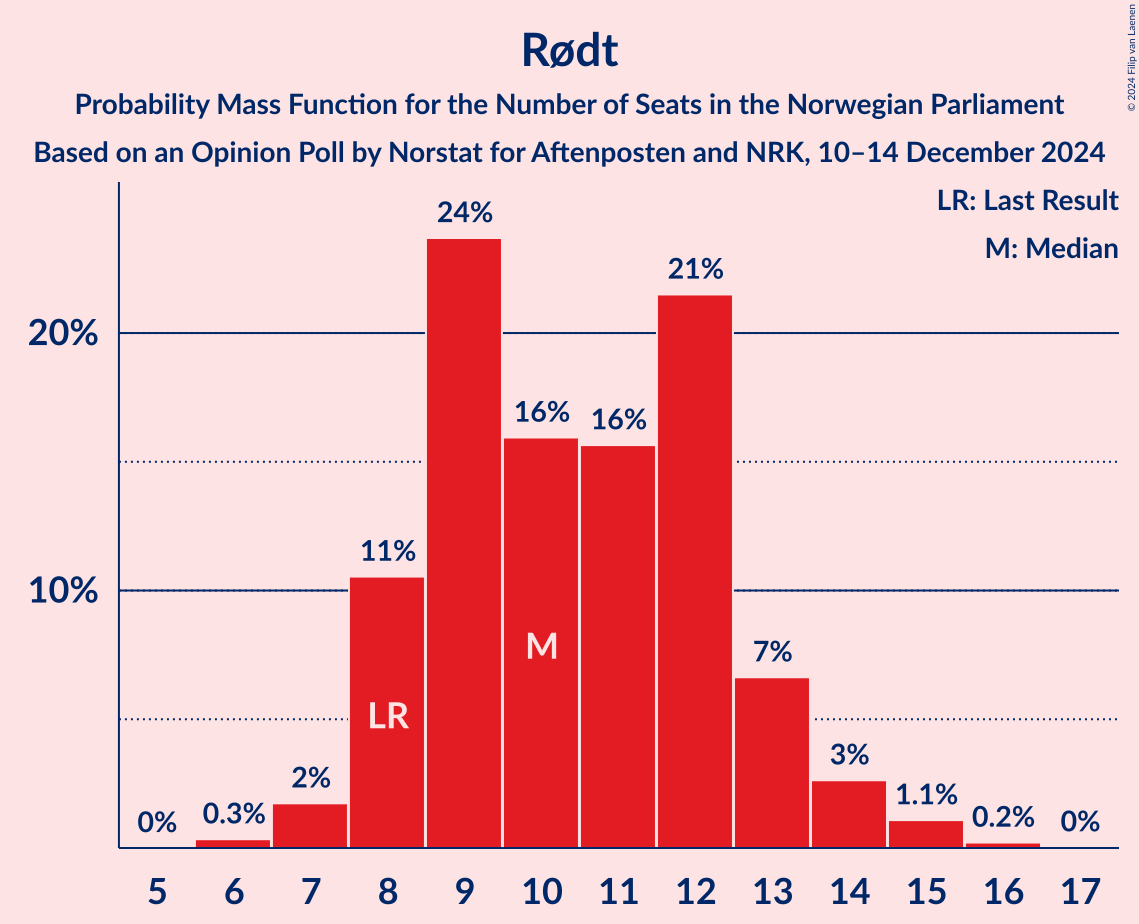 Rødt
Probability Mass Function for the Number of Seats in the Norwegian Parliament
Based on an Opinion Poll by Norstat for Aftenposten and NRK, 10–14 December 2024
© 2024 Filip van Laenen
LR: Last Result
M: Median
20%
10%
0%
0.3%
2%
11%
24%
16%
16%
21%
7%
3%
1.1%
0.2%
0%
LR
M
5 6 7 8 9 10 11 12 13 14 15 16 17